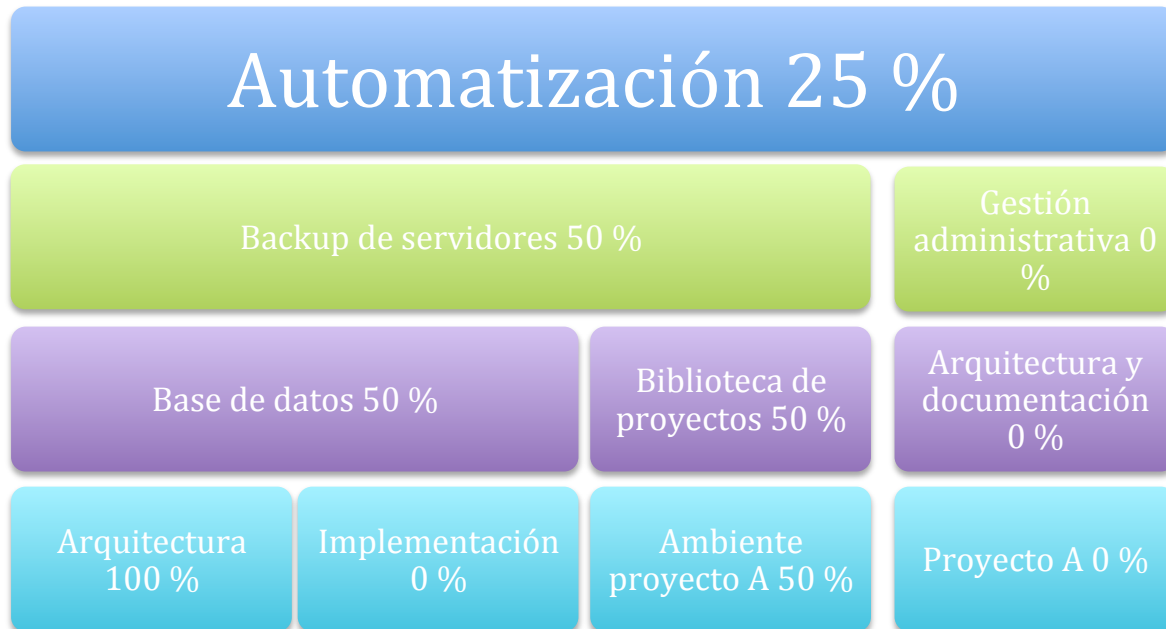 Automatización 25 %
Backup de servidores 50 %
Gestión
administrativa 0
%
Base de datos 50 %
Biblioteca de
proyectos 50 %
Arquitectura y
documentación
0 %
Arquitectura
100 %
Implementación
0 %
Ambiente
proyecto A 50 %
Proyecto A 0 %